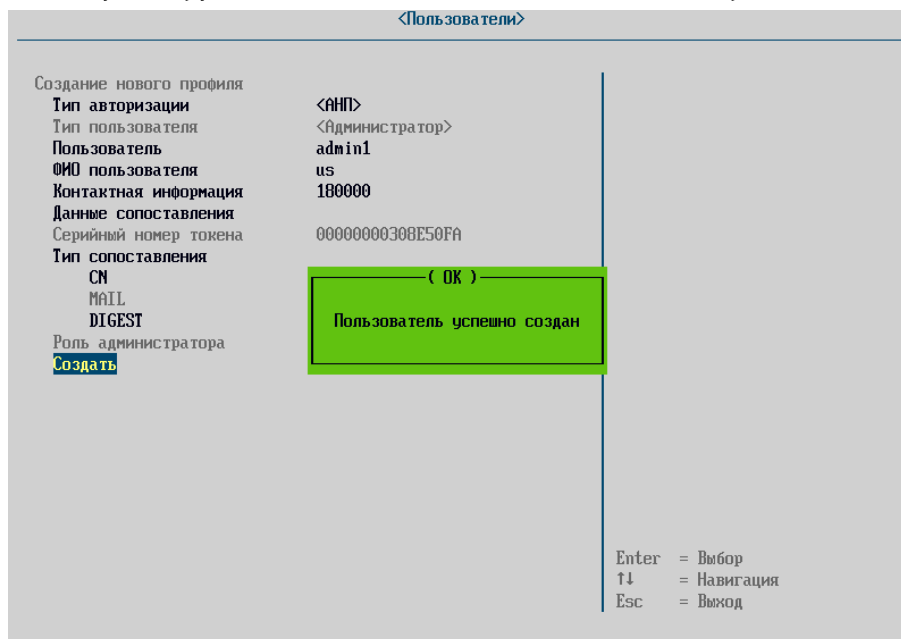 <Пользователи>
Создание нового профиля
Тип авторизации <АНП>
Тип пользователя <Администратор>
Пользователь admin1
ФИО пользователя us
Контактная информация 180000
Данные сопоставления
Серийный номер токена 00000000308E50FA
Тип сопоставления
CN
MAIL
DIGEST
Роль администратора
Создать
( OK )
Пользователь успешно создан
Enter = Выбор
↑↓ = Навигация
Esc = Выход